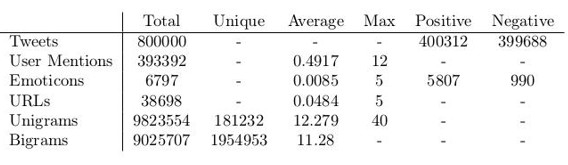 Total Unique Average Max Positive Negative
Tweets 800000 - - - 400312 399688
User Mentions 393392 - 0.4917 12 - -
Emoticons 6797 - 0.0085 5 5807 990
URLs 38698 - 0.0484 5 - -
Unigrams 9823554 181232 12.279 40 - -
Bigrams 9025707 1954953 11.28 - - -